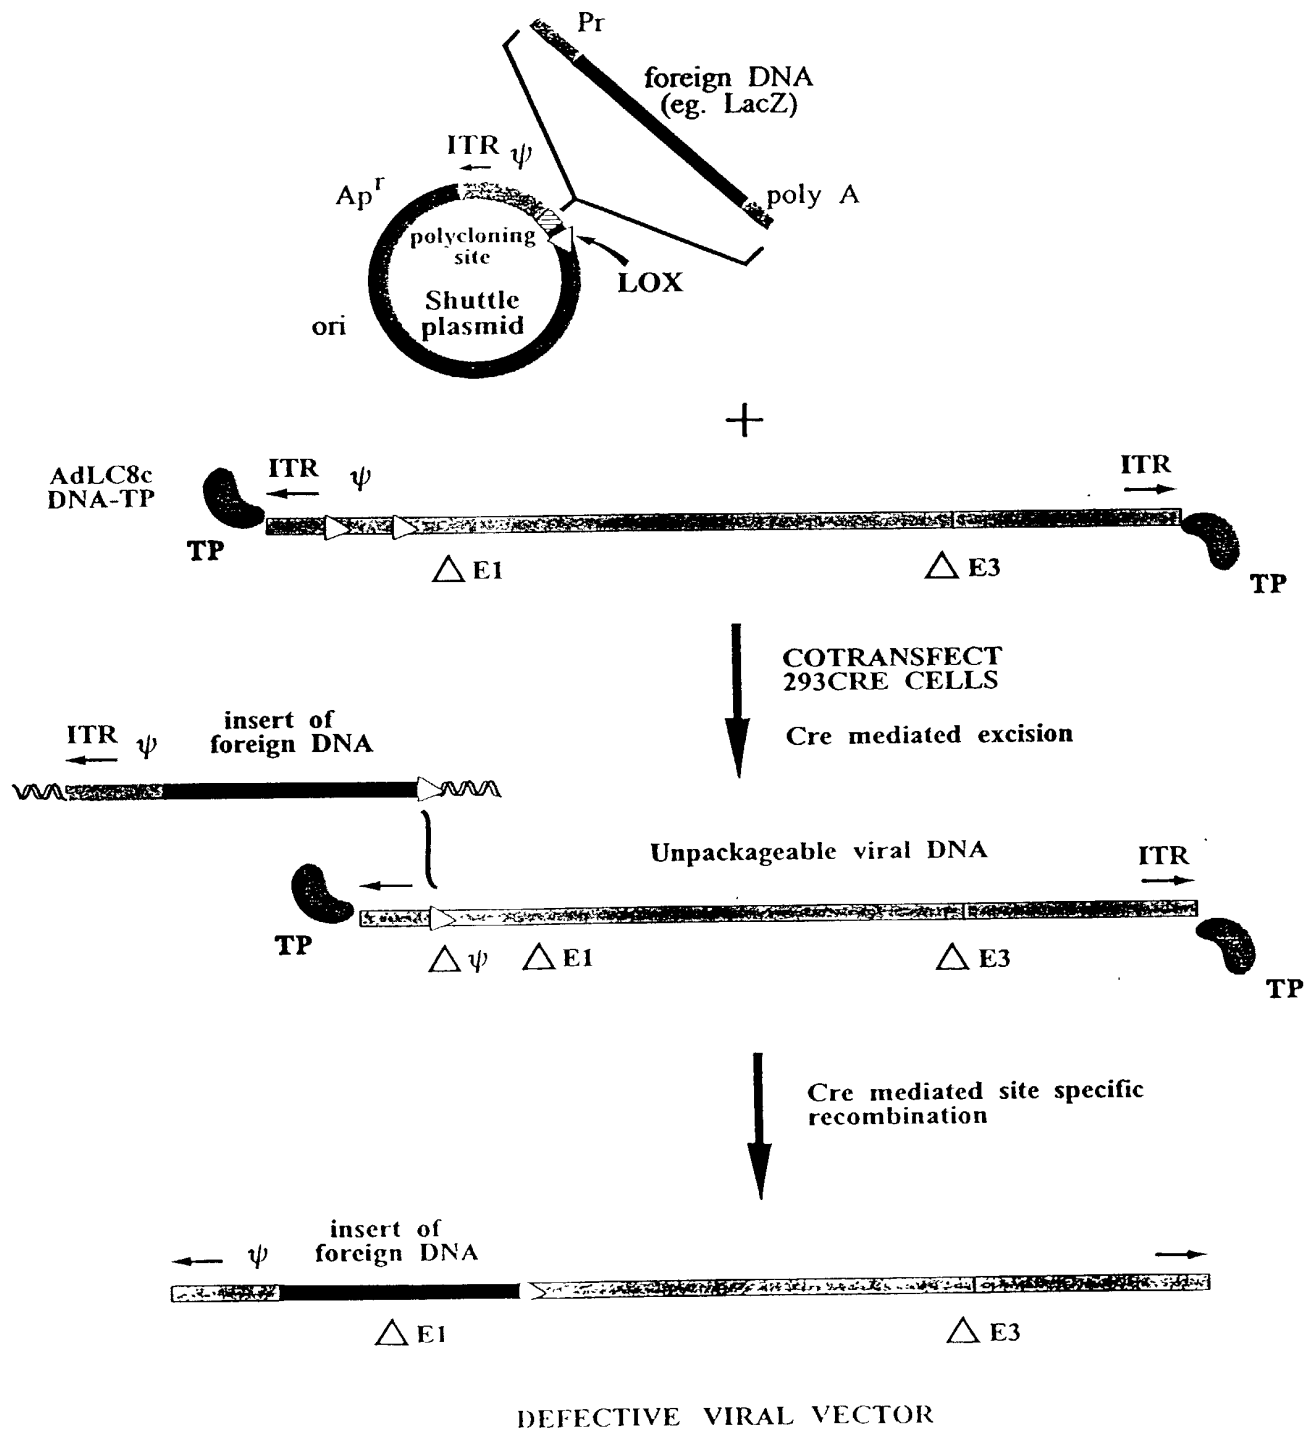 Pr
foreign DNA
(eg. LacZ)
ITR ψ
Apʳ
poly A
polycloning
site
LOX
Shuttle
plasmid
ori
+
AdLC8c
DNA-TP
ITR ψ
ITR
TP
△ E1
△ E3
TP
COTRANSFECT
293CRE CELLS
Cre mediated excision
insert of
foreign DNA
ITR ψ
Unpackageable viral DNA
ITR
TP
△ ψ △ E1
△ E3
TP
Cre mediated site specific
recombination
insert of
foreign DNA
ψ
△ E1
△ E3
DEFECTIVE VIRAL VECTOR